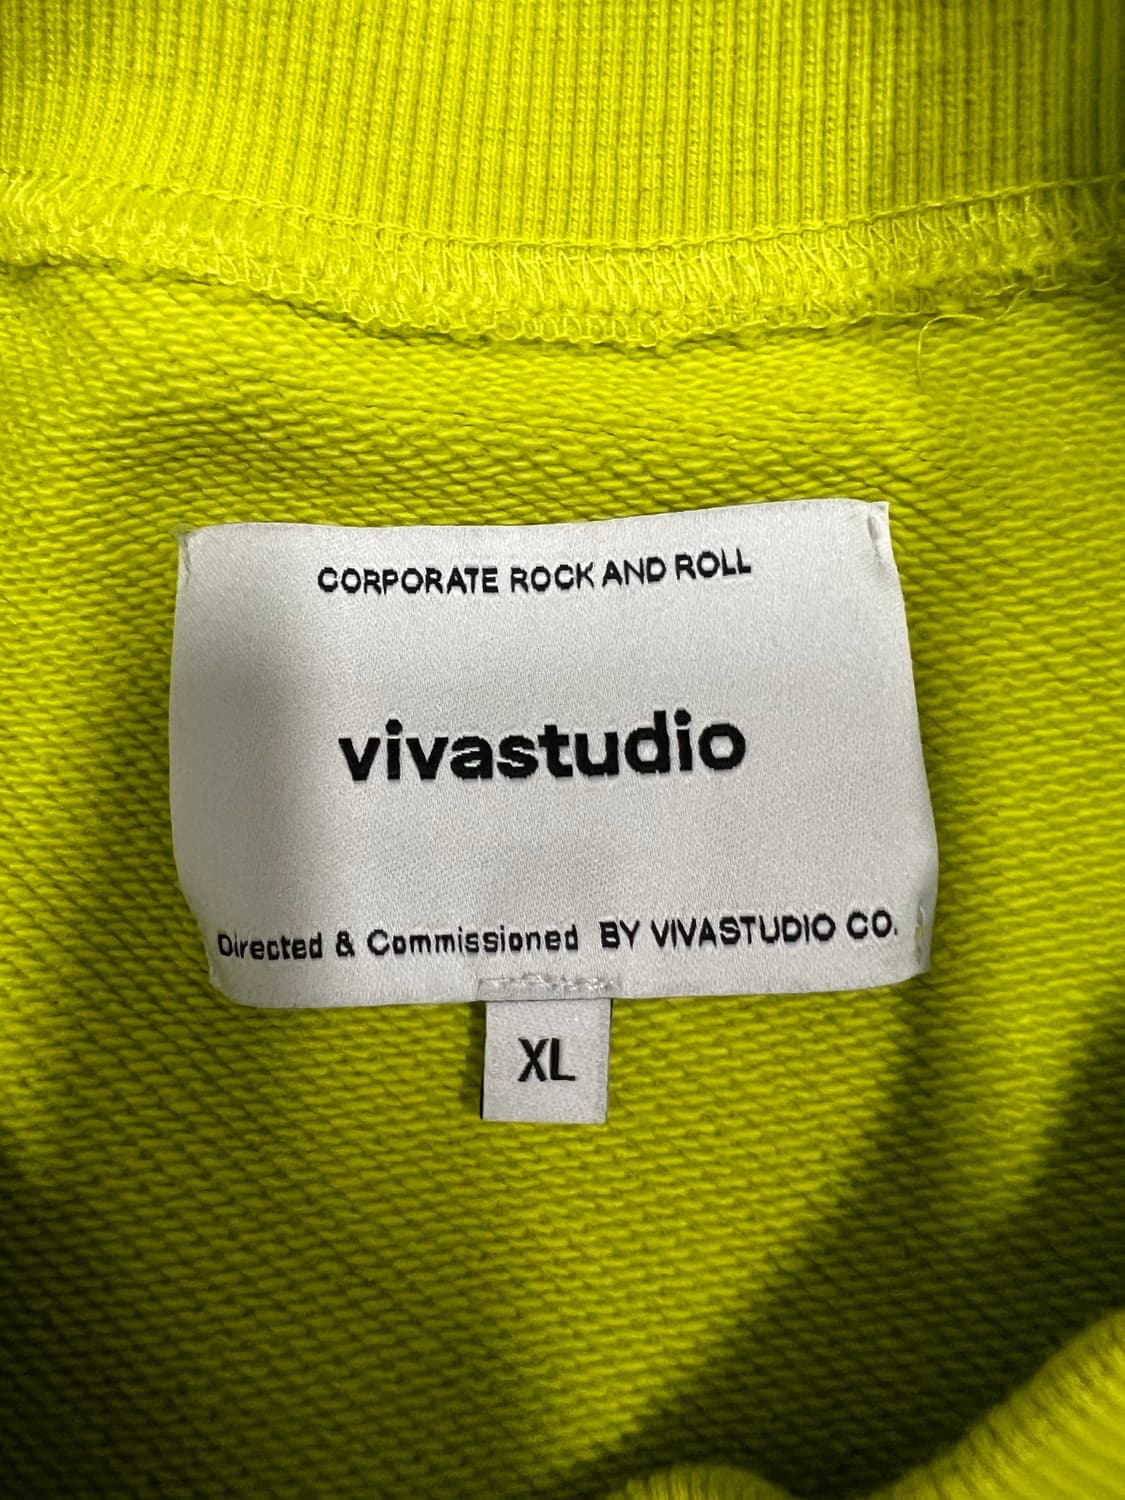 CORPORATE ROCK AND ROLL
vivastudio
Directed & Commissioned BY VIVASTUDIO CO.
XL